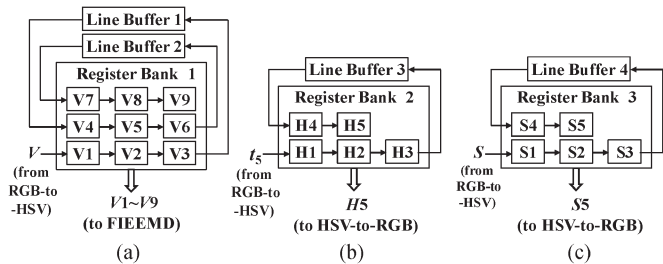 Line Buffer 1
Line Buffer 2
Register Bank 1
V7 V8 V9
V4 V5 V6
V1 V2 V3
V
(from
RGB-to
-HSV)
V1~V9
(to FIEEMD)
(a)
Line Buffer 3
Register Bank 2
H4 H5
H1 H2 H3
t5
(from
RGB-to
-HSV)
H5
(to HSV-to-RGB)
(b)
Line Buffer 4
Register Bank 3
S4 S5
S1 S2 S3
S
(from
RGB-to
-HSV)
S5
(to HSV-to-RGB)
(c)